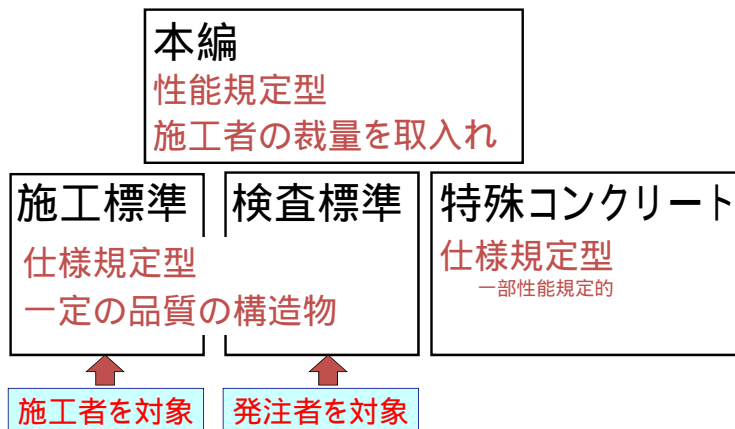 本編
性能規定型
施工者の裁量を取入れ
施工標準
検査標準
特殊コンクリート
仕様規定型
一定の品質の構造物
仕様規定型
一部性能規定的
施工者を対象
発注者を対象